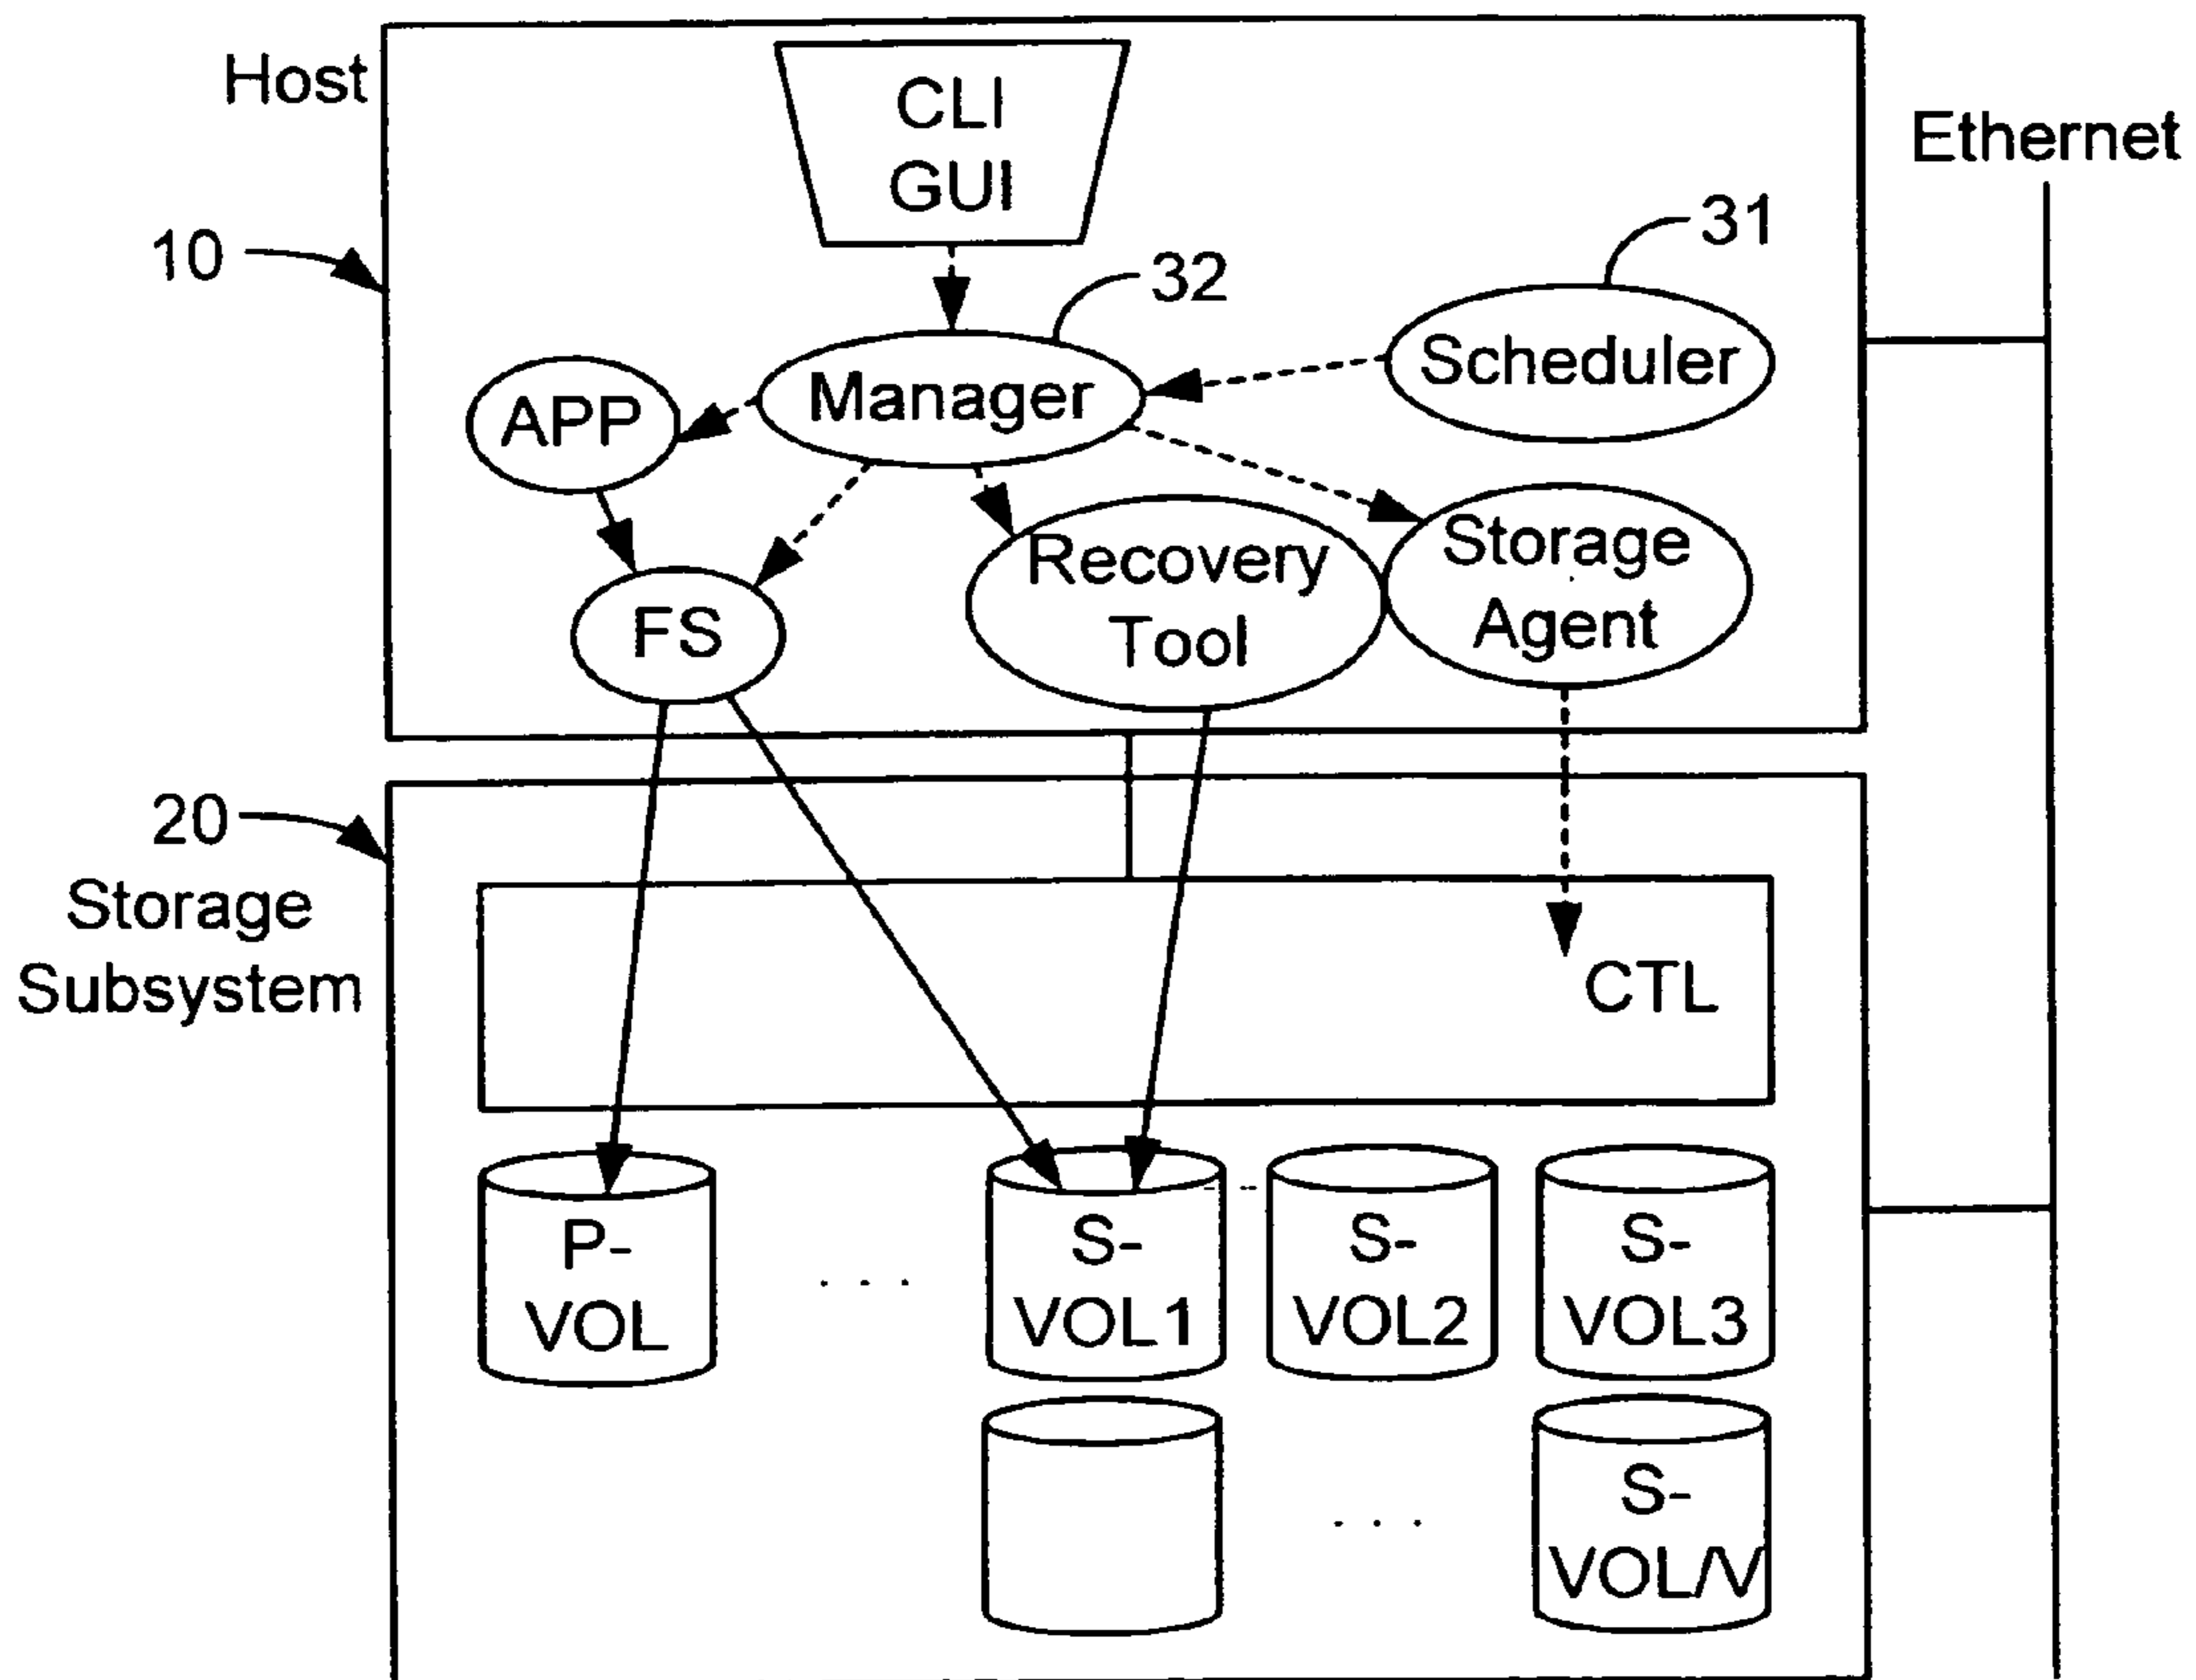 Host
CLI
GUI
Ethernet
10
31
32
Scheduler
Manager
APP
Storage
Agent
Recovery
Tool
FS
20
Storage
Subsystem
CTL
P-
VOL
. . .
S-
VOL1
S-
VOL2
S-
VOL3
. . .
S-
VOL/V